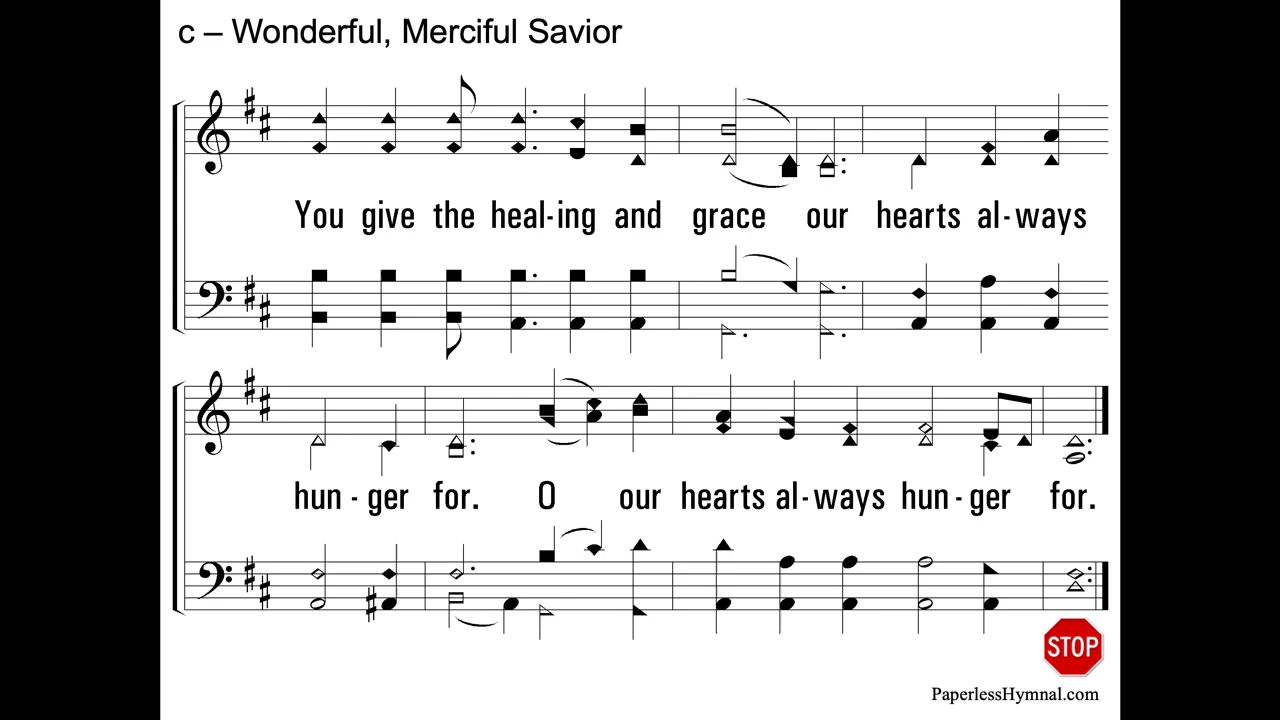 c – Wonderful, Merciful Savior
You give the heal-ing and grace our hearts al-ways
hun - ger for. O our hearts al-ways hun - ger for.
STOP
PaperlessHymnal.com